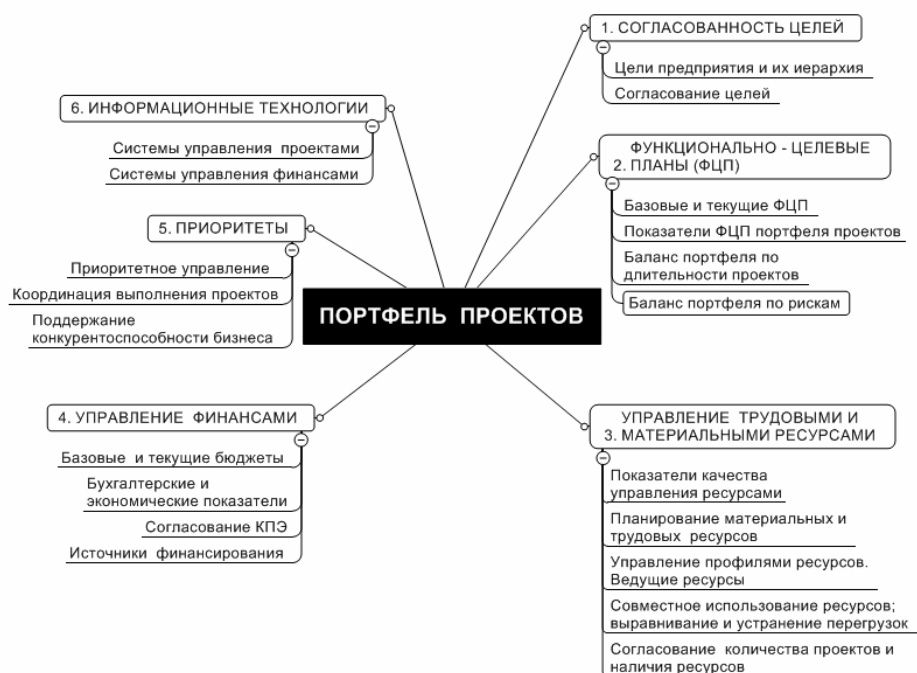 1. СОГЛАСОВАННОСТЬ ЦЕЛЕЙ
Цели предприятия и их иерархия
Согласование целей
ФУНКЦИОНАЛЬНО - ЦЕЛЕВЫЕ
2. ПЛАНЫ (ФЦП)
Базовые и текущие ФЦП
Показатели ФЦП портфеля проектов
Баланс портфеля по
длительности проектов
Баланс портфеля по рискам
УПРАВЛЕНИЕ ТРУДОВЫМИ И
3. МАТЕРИАЛЬНЫМИ РЕСУРСАМИ
Показатели качества
управления ресурсами
Планирование материальных и
трудовых ресурсов
Управление профилями ресурсов.
Ведущие ресурсы
Совместное использование ресурсов;
выравнивание и устранение перегрузок
Согласование количества проектов и
наличия ресурсов
4. УПРАВЛЕНИЕ ФИНАНСАМИ
Базовые и текущие бюджеты
Бухгалтерские и
экономические показатели
Согласование КПЭ
Источники финансирования
5. ПРИОРИТЕТЫ
Приоритетное управление
Координация выполнения проектов
Поддержание
конкурентоспособности бизнеса
6. ИНФОРМАЦИОННЫЕ ТЕХНОЛОГИИ
Системы управления проектами
Системы управления финансами
ПОРТФЕЛЬ ПРОЕКТОВ